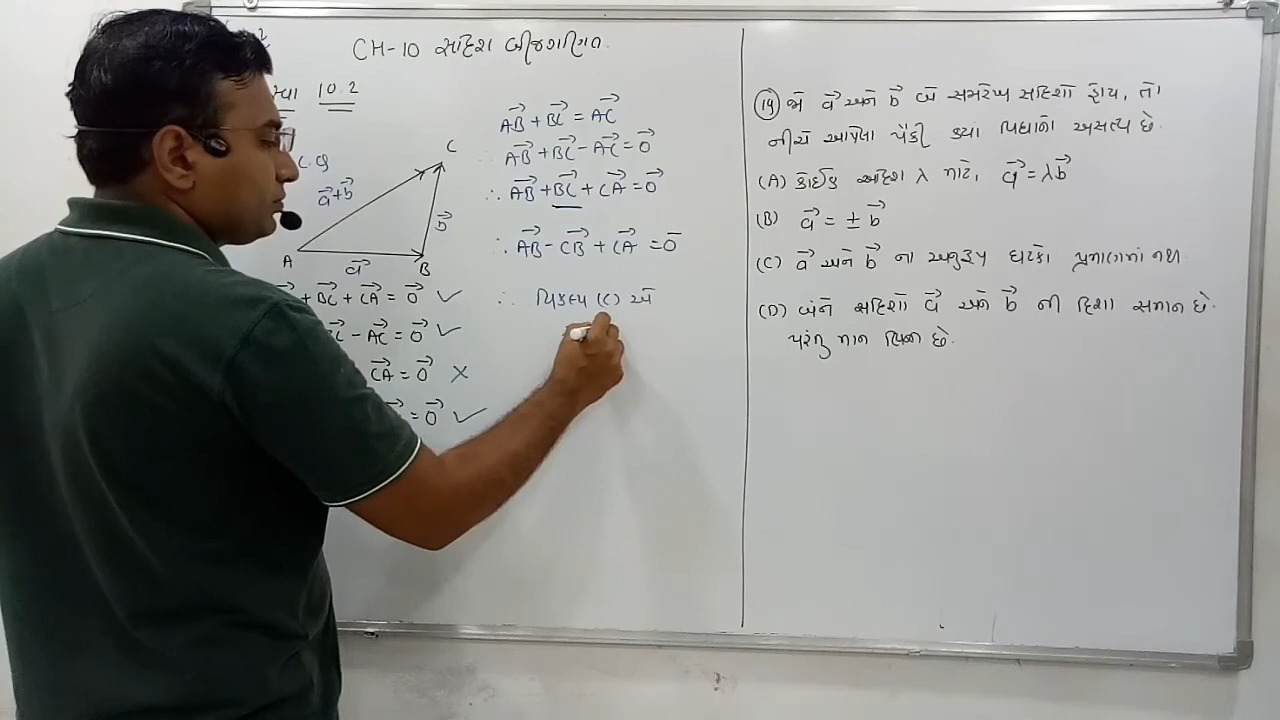 CH-10 સદિશ બીજગણિત.
10.2
C
a⃗+b⃗
b⃗
A
a⃗
B
+ BC⃗ + CA⃗ = 0⃗ ✓
- AC⃗ = 0⃗ ✓
CA⃗ = 0⃗ ✗
= 0⃗ ✓
AB⃗ + BC⃗ = AC⃗
∴ AB⃗ + BC⃗ - AC⃗ = 0⃗
∴ AB⃗ + BC⃗ + CA⃗ = 0⃗
∴ AB⃗ - CB⃗ + CA⃗ = 0⃗
∴ વિકલ્પ (C) એ
(19) જો a⃗ અને b⃗ બે સમરેખ સદિશો હોય, તો
નીચે આપેલા પૈકી કયાં વિધાનો અસત્ય છે.
(A) કોઈક અદિશ λ માટે, a⃗ = λb⃗
(B) a⃗ = ± b⃗
(C) a⃗ અને b⃗ ના અનુરૂપ ઘટકો પ્રમાણમાં નથી
(D) બંને સદિશો a⃗ અને b⃗ ની દિશા સમાન છે.
પરંતુ માન ભિન્ન છે.